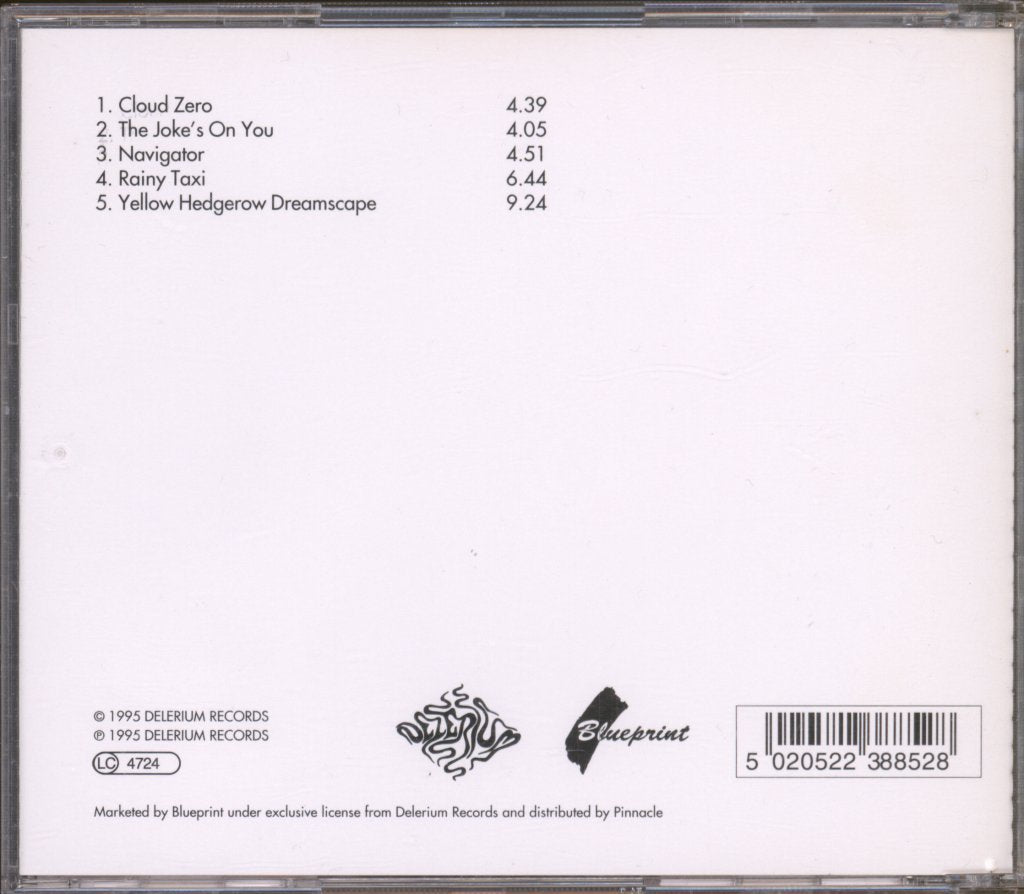 1. Cloud Zero 4.39
2. The Joke's On You 4.05
3. Navigator 4.51
4. Rainy Taxi 6.44
5. Yellow Hedgerow Dreamscape 9.24
© 1995 DELERIUM RECORDS
℗ 1995 DELERIUM RECORDS
LC 4724
DELERIUM
Blueprint
5 020522 388528
Marketed by Blueprint under exclusive license from Delerium Records and distributed by Pinnacle